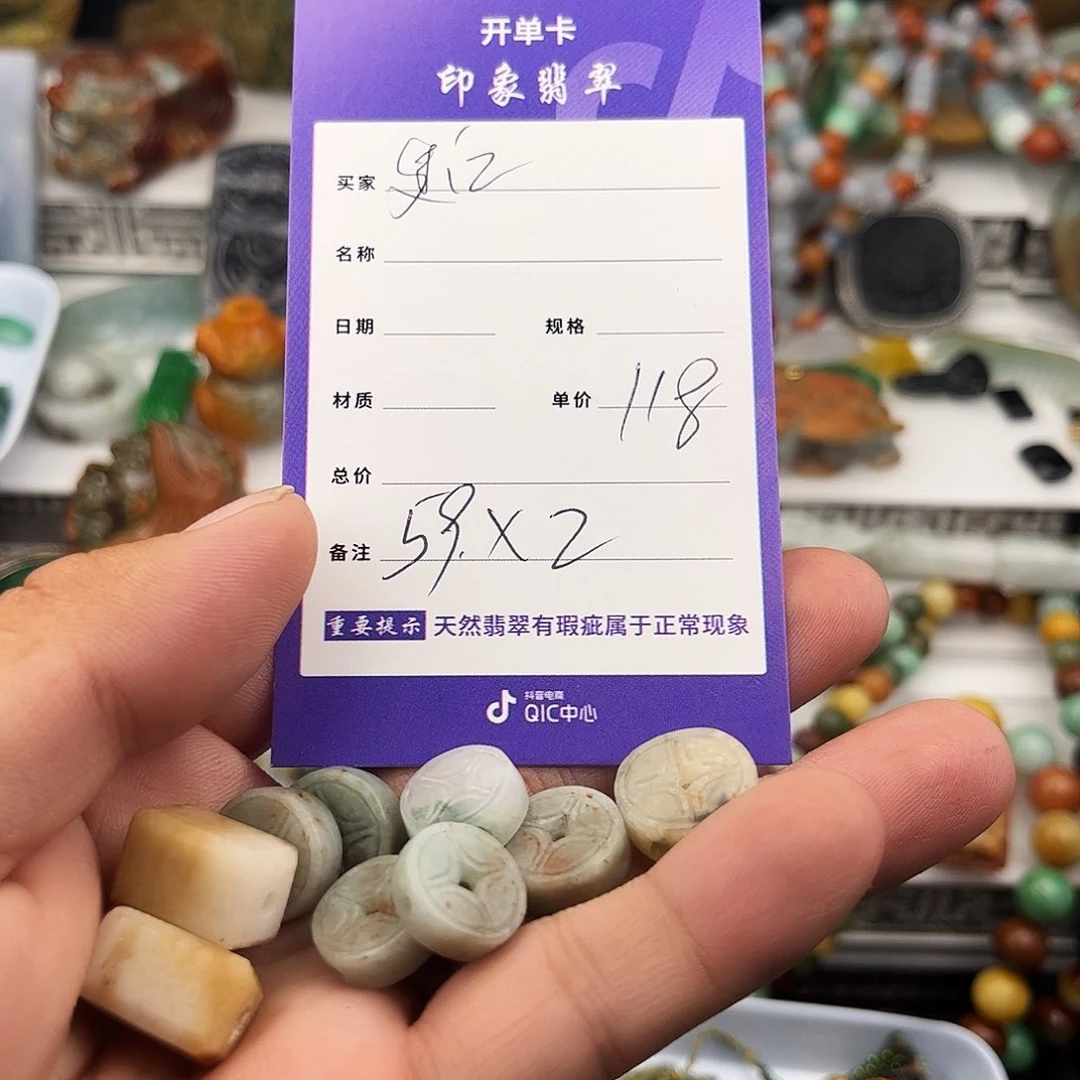 开单卡
印象翡翠
买家
名称
日期 规格
材质 单价 118
总价
备注 59.X2
重要提示 天然翡翠有瑕疵属于正常现象
抖音电商
QIC中心